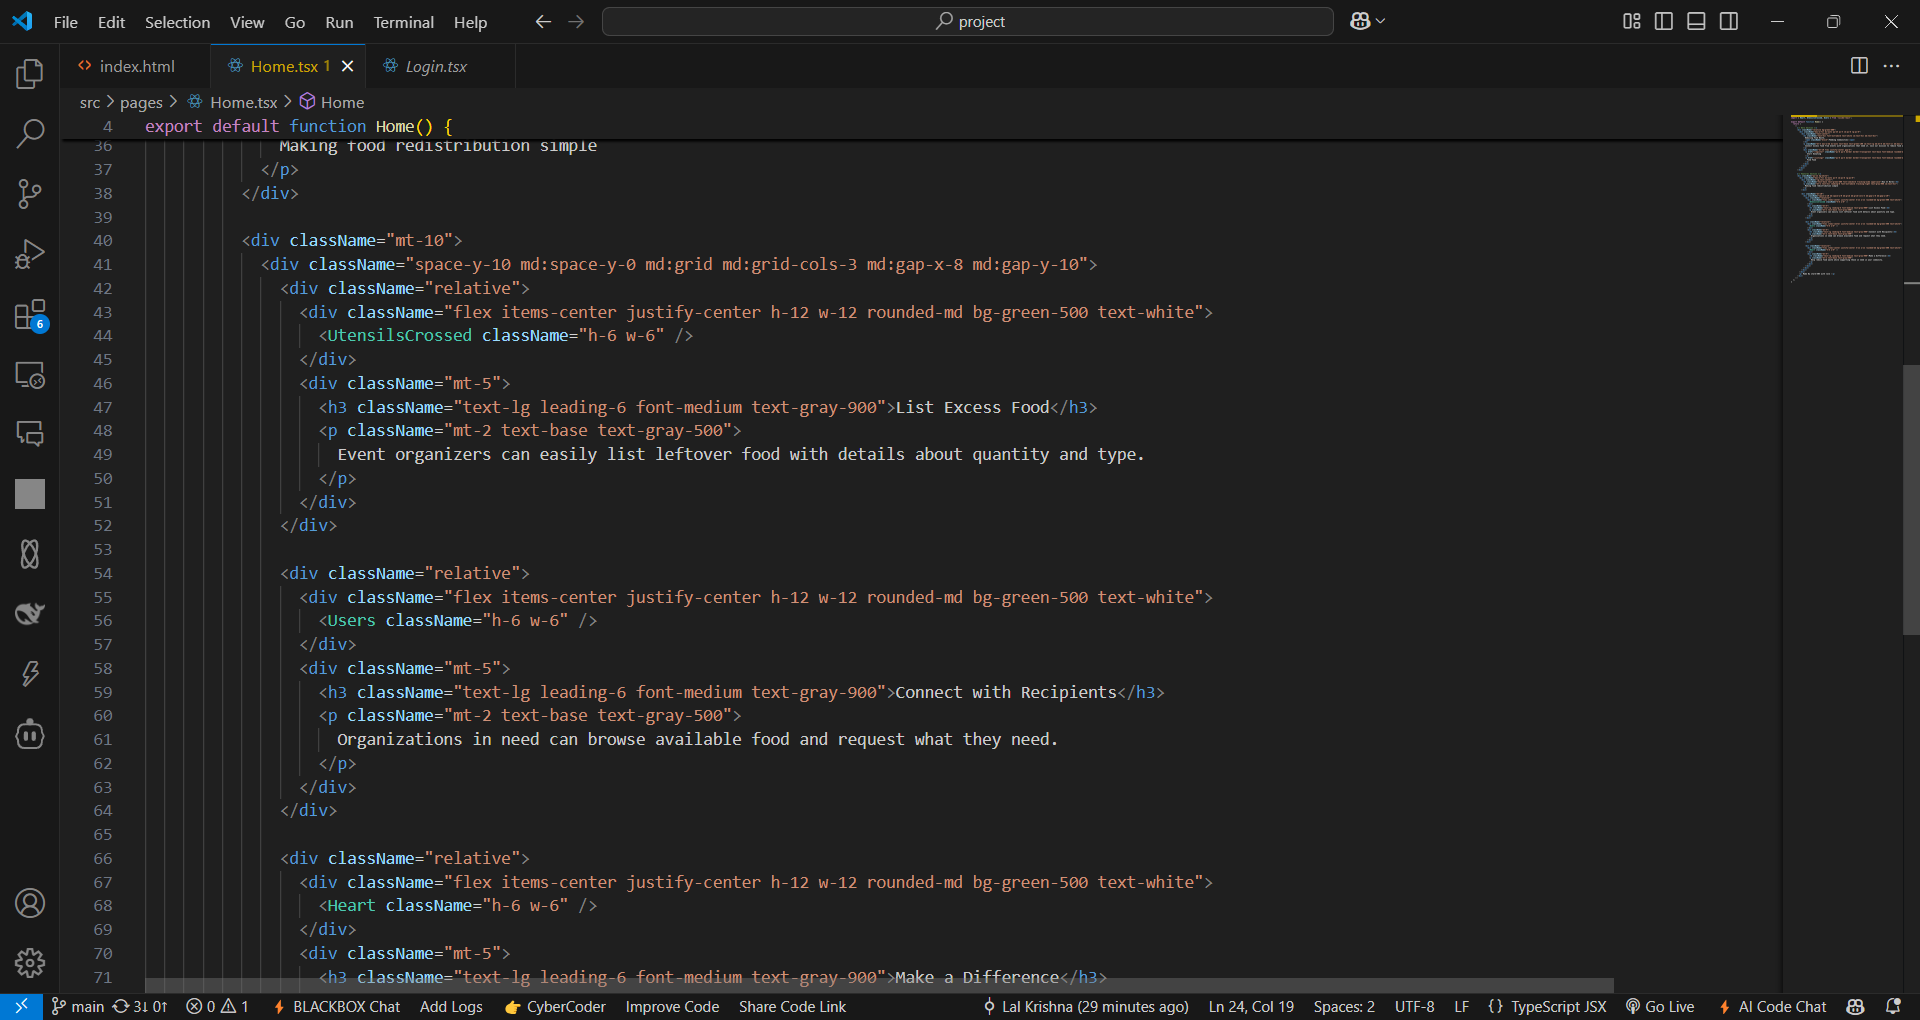 File Edit Selection View Go Run Terminal Help
project
index.html
Home.tsx 1
Login.tsx
src > pages > Home.tsx > Home
4 export default function Home() {
36 Making food redistribution simple
37 </p>
38 </div>
39
40 <div className="mt-10">
41 <div className="space-y-10 md:space-y-0 md:grid md:grid-cols-3 md:gap-x-8 md:gap-y-10">
42 <div className="relative">
43 <div className="flex items-center justify-center h-12 w-12 rounded-md bg-green-500 text-white">
44 <UtensilsCrossed className="h-6 w-6" />
45 </div>
46 <div className="mt-5">
47 <h3 className="text-lg leading-6 font-medium text-gray-900">List Excess Food</h3>
48 <p className="mt-2 text-base text-gray-500">
49 Event organizers can easily list leftover food with details about quantity and type.
50 </p>
51 </div>
52 </div>
53
54 <div className="relative">
55 <div className="flex items-center justify-center h-12 w-12 rounded-md bg-green-500 text-white">
56 <Users className="h-6 w-6" />
57 </div>
58 <div className="mt-5">
59 <h3 className="text-lg leading-6 font-medium text-gray-900">Connect with Recipients</h3>
60 <p className="mt-2 text-base text-gray-500">
61 Organizations in need can browse available food and request what they need.
62 </p>
63 </div>
64 </div>
65
66 <div className="relative">
67 <div className="flex items-center justify-center h-12 w-12 rounded-md bg-green-500 text-white">
68 <Heart className="h-6 w-6" />
69 </div>
70 <div className="mt-5">
71 <h3 className="text-lg leading-6 font-medium text-gray-900">Make a Difference</h3>
6
main 3↓ 0↑ 0 1 BLACKBOX Chat Add Logs CyberCoder Improve Code Share Code Link Lal Krishna (29 minutes ago) Ln 24, Col 19 Spaces: 2 UTF-8 LF {} TypeScript JSX Go Live AI Code Chat